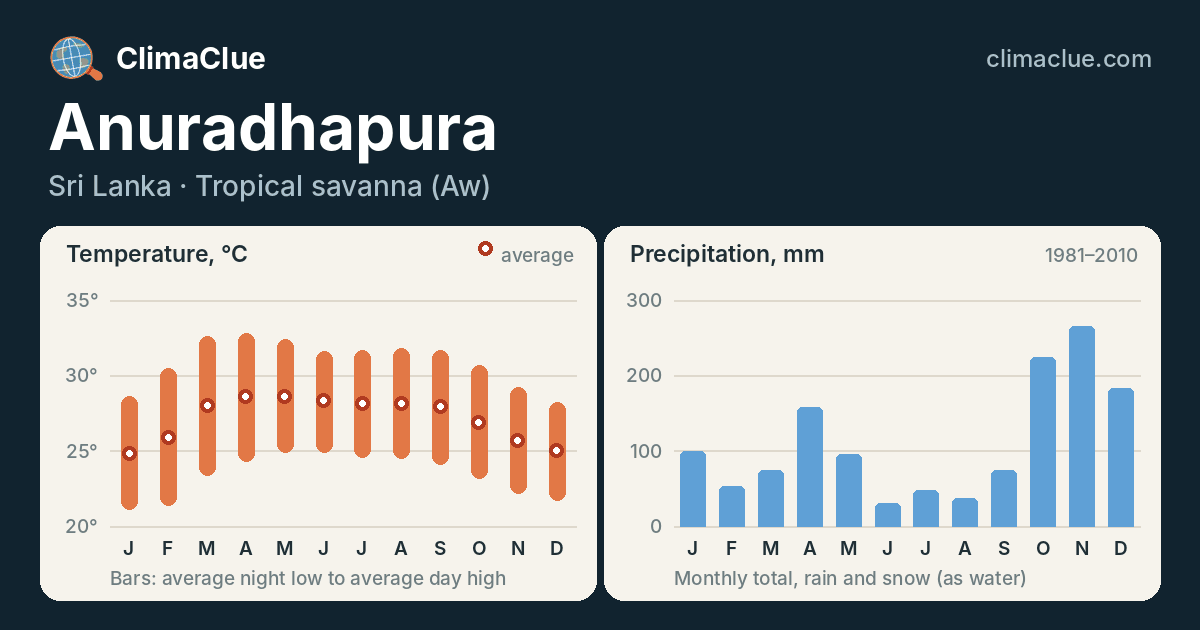 ClimaClue
climaclue.com
Anuradhapura
Sri Lanka · Tropical savanna (Aw)
Temperature, °C
average
35°
30°
25°
20°
J F M A M J J A S O N D
Bars: average night low to average day high
Precipitation, mm
1981–2010
300
200
100
0
J F M A M J J A S O N D
Monthly total, rain and snow (as water)